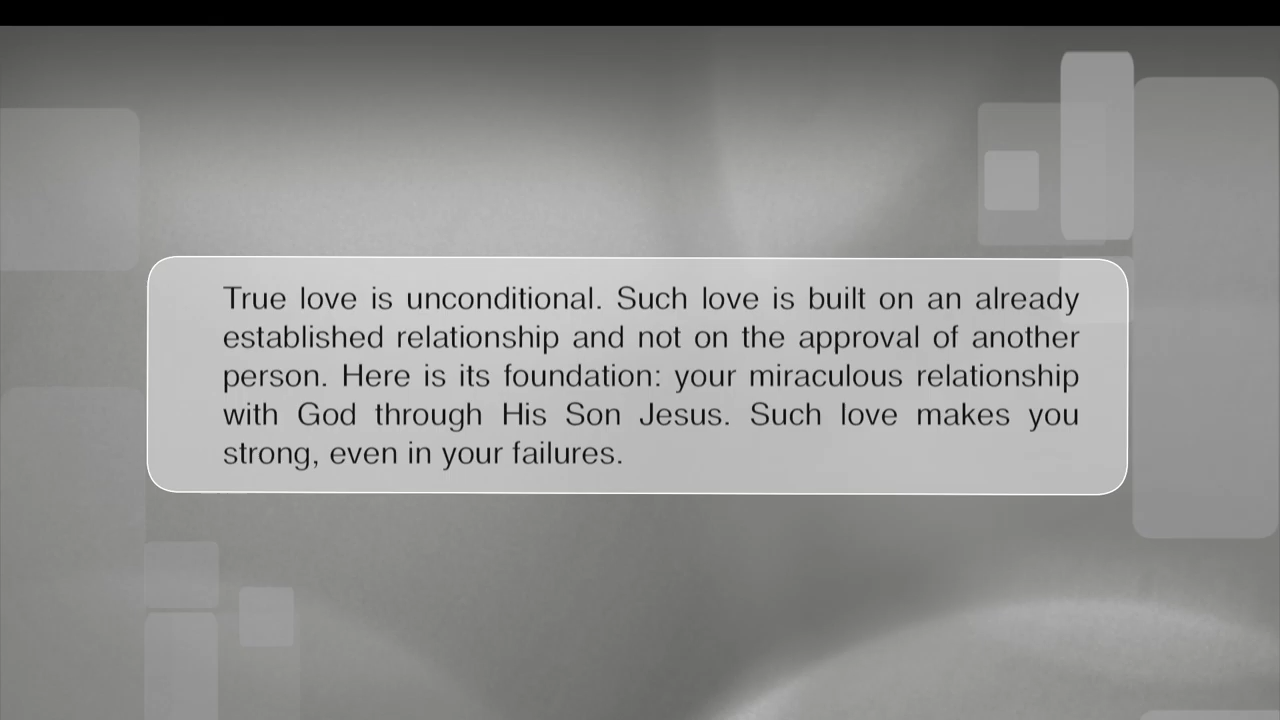 True love is unconditional. Such love is built on an already
established relationship and not on the approval of another
person. Here is its foundation: your miraculous relationship
with God through His Son Jesus. Such love makes you
strong, even in your failures.